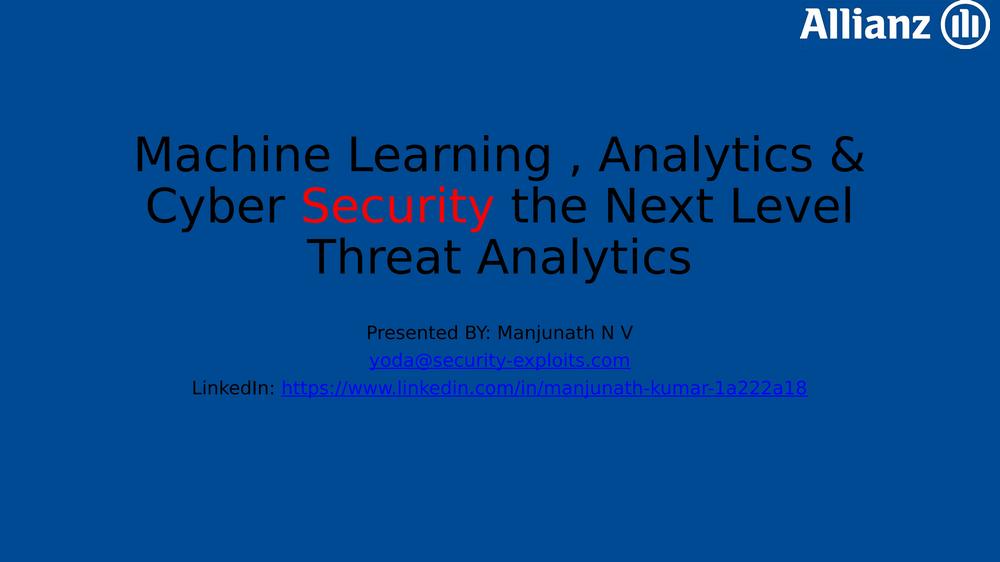 Allianz
Machine Learning , Analytics &
Cyber Security the Next Level
Threat Analytics
Presented BY: Manjunath N V
yoda@security-exploits.com
LinkedIn: https://www.linkedin.com/in/manjunath-kumar-1a222a18